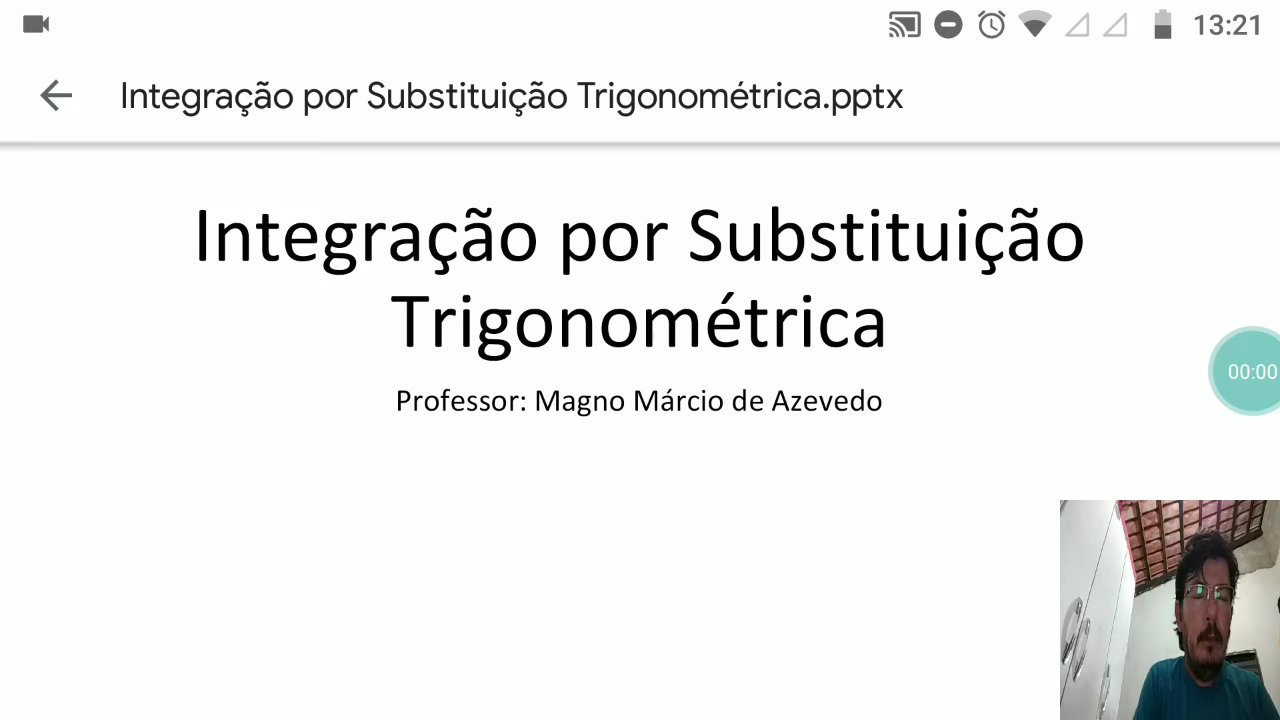 13:21
Integração por Substituição Trigonométrica.pptx
Integração por Substituição
Trigonométrica
Professor: Magno Márcio de Azevedo
00:00